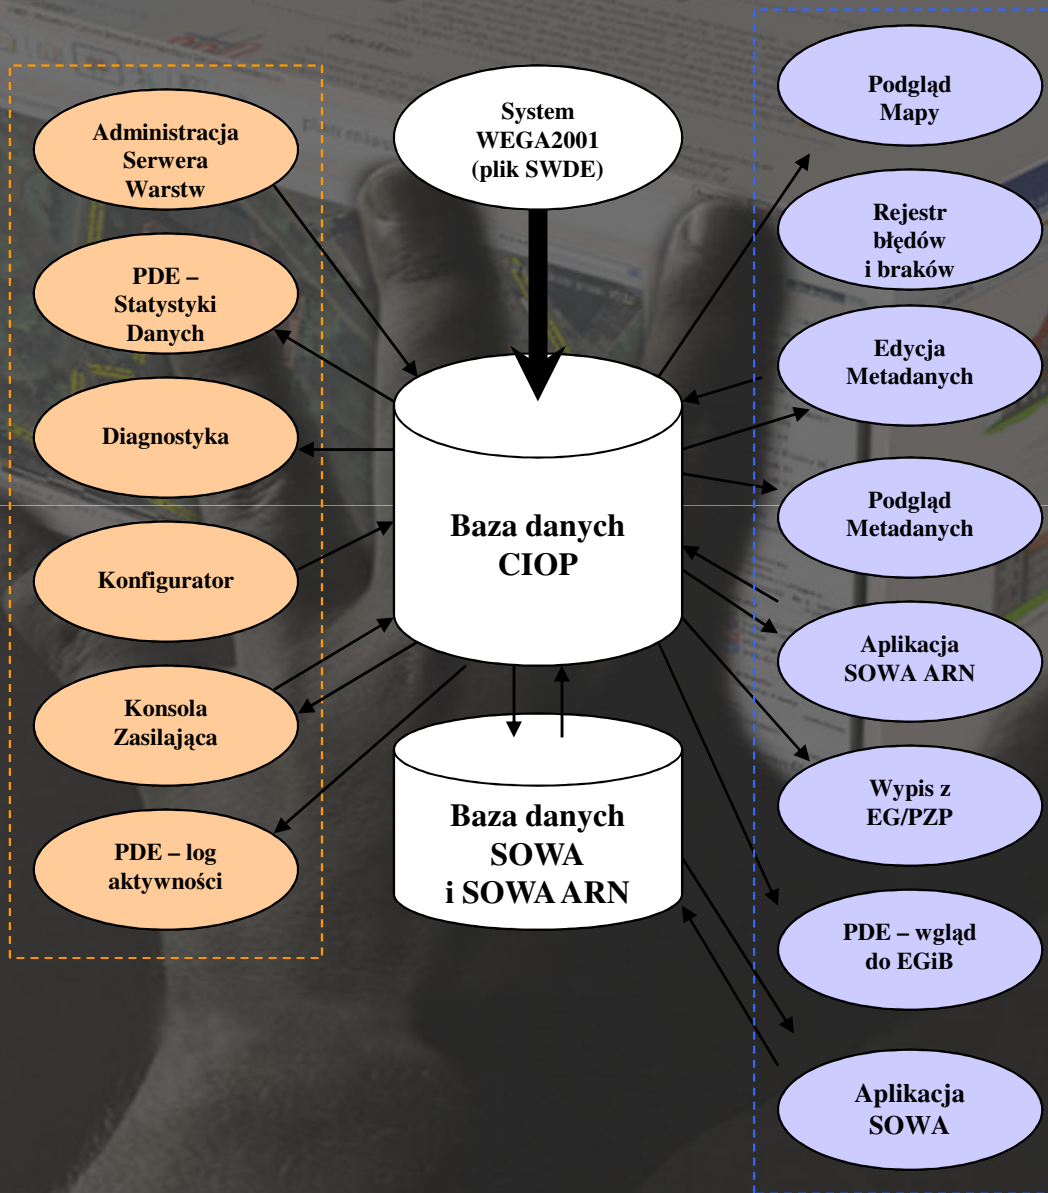 Administracja
Serwera
Warstw
PDE –
Statystyki
Danych
Diagnostyka
Konfigurator
Konsola
Zasilająca
PDE – log
aktywności
System
WEGA2001
(plik SWDE)
Baza danych
CIOP
Baza danych
SOWA
i SOWA ARN
Podgląd
Mapy
Rejestr
błędów
i braków
Edycja
Metadanych
Podgląd
Metadanych
Aplikacja
SOWA ARN
Wypis z
EG/PZP
PDE – wgląd
do EGiB
Aplikacja
SOWA